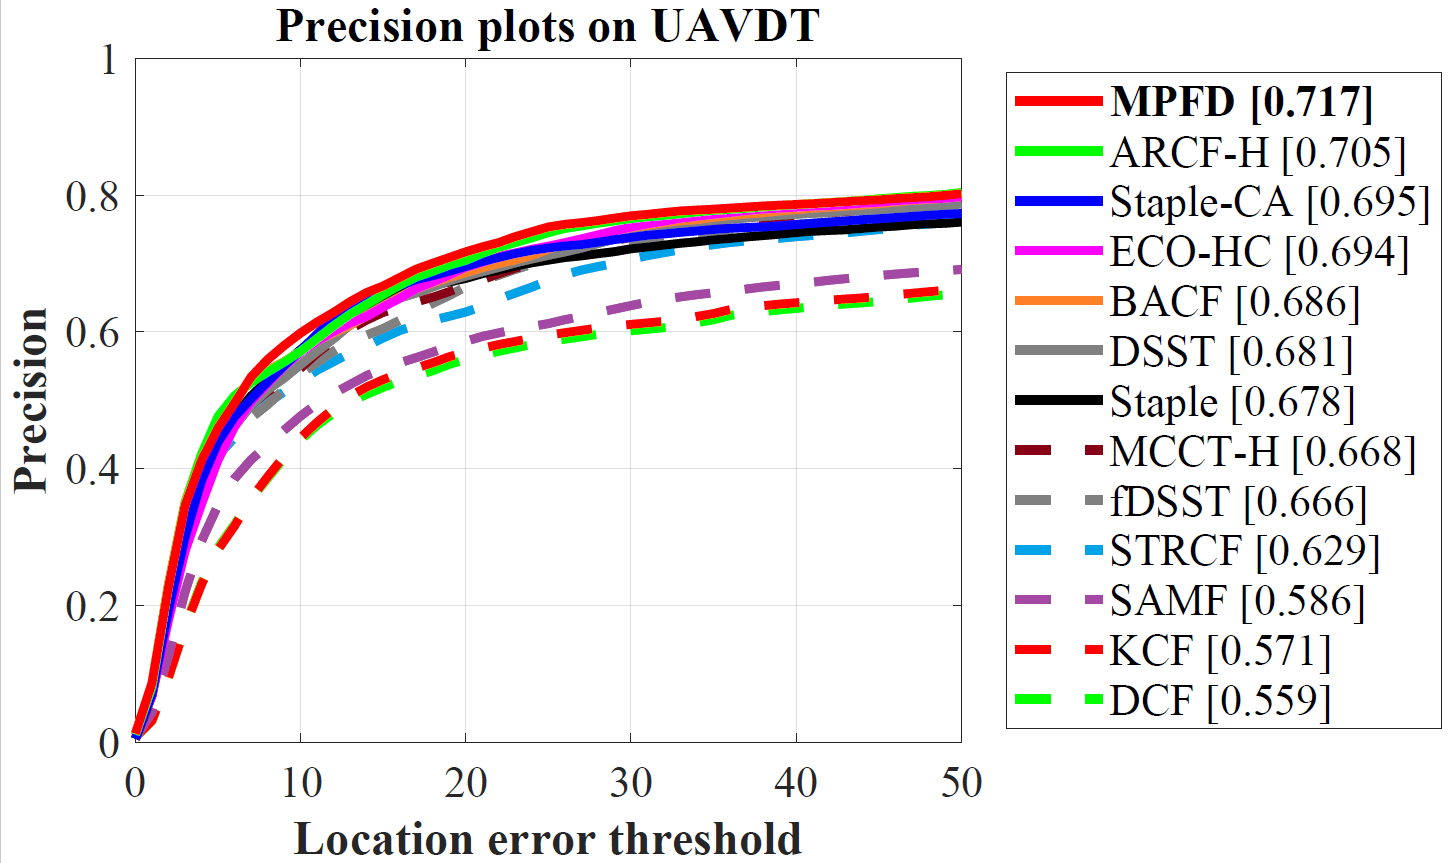 Precision plots on UAVDT
1
0.8
0.6
0.4
0.2
0
Precision
0 10 20 30 40 50
Location error threshold
MPFD [0.717]
ARCF-H [0.705]
Staple-CA [0.695]
ECO-HC [0.694]
BACF [0.686]
DSST [0.681]
Staple [0.678]
MCCT-H [0.668]
fDSST [0.666]
STRCF [0.629]
SAMF [0.586]
KCF [0.571]
DCF [0.559]